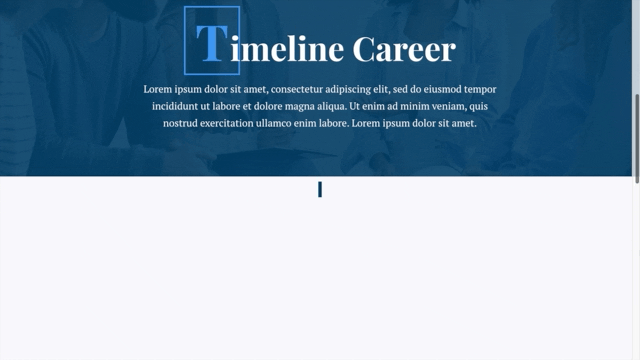 Timeline Career
Lorem ipsum dolor sit amet, consectetur adipiscing elit, sed do eiusmod tempor
incididunt ut labore et dolore magna aliqua. Ut enim ad minim veniam, quis
nostrud exercitation ullamco enim labore. Lorem ipsum dolor sit amet.